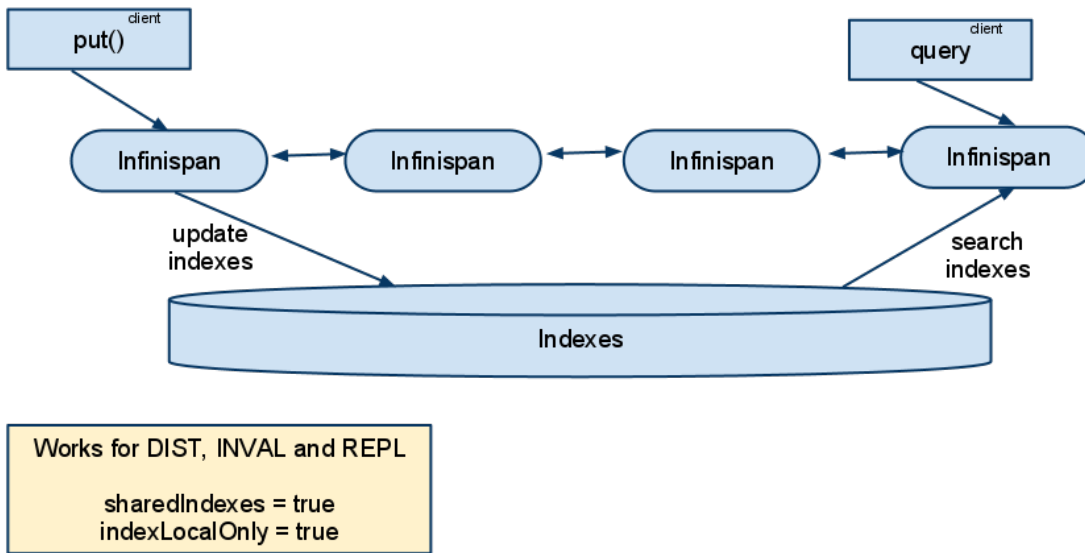 client
put()
client
query
Infinispan
Infinispan
Infinispan
Infinispan
update
indexes
search
indexes
Indexes
Works for DIST, INVAL and REPL
sharedIndexes = true
indexLocalOnly = true